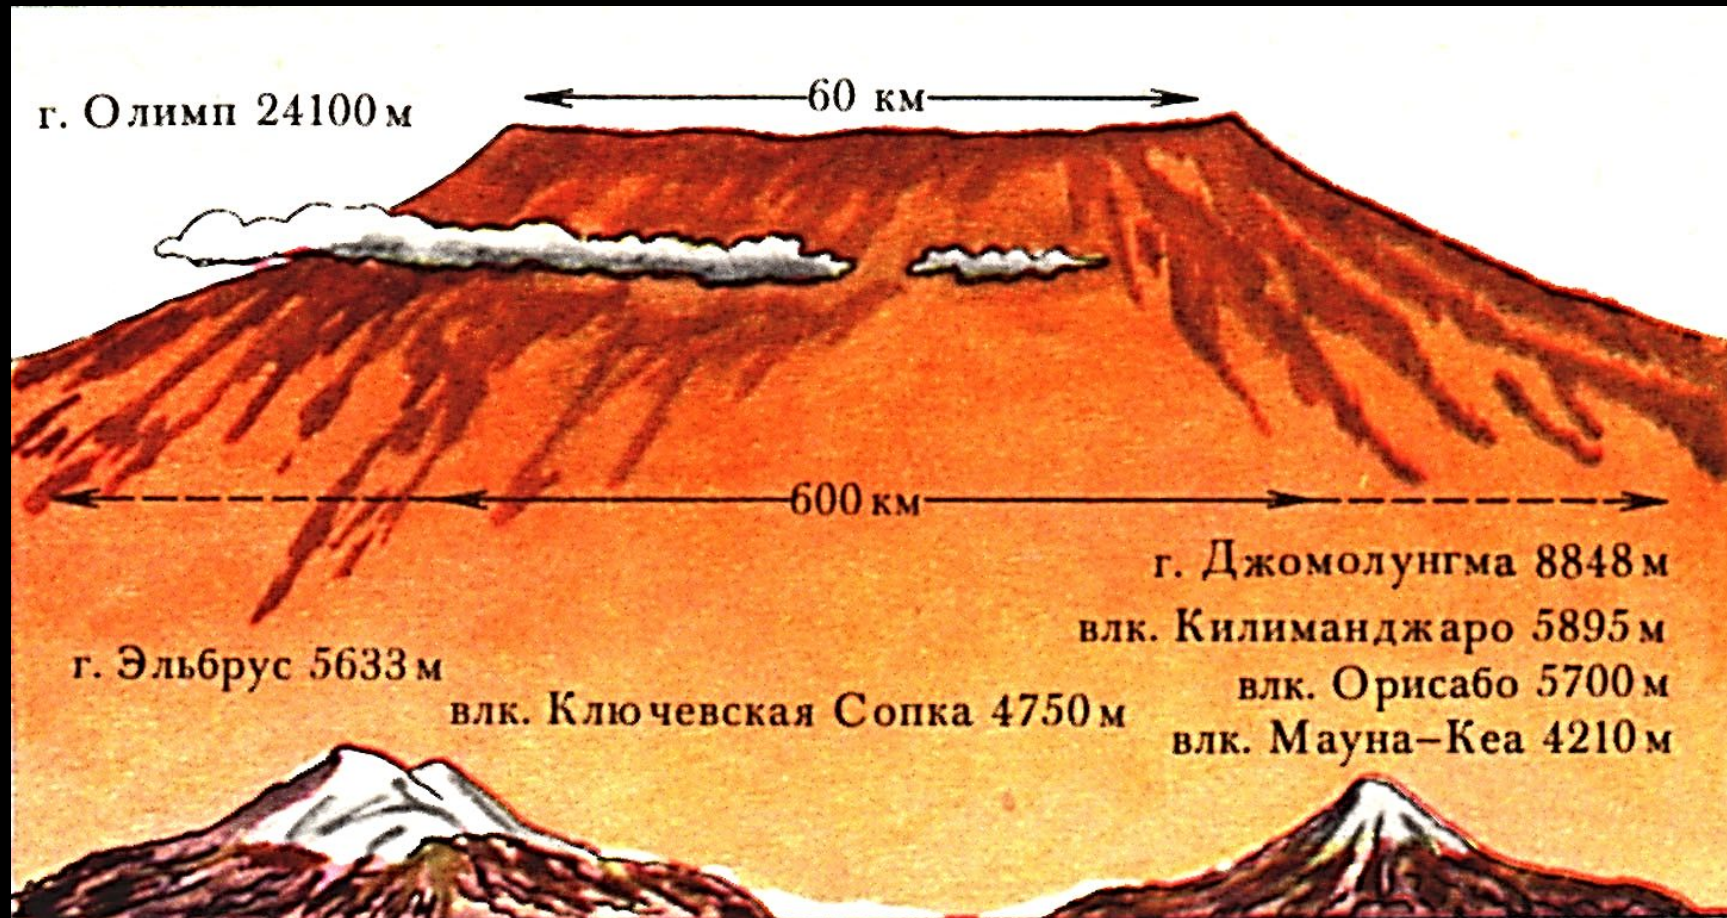 60 км
г. Олимп 24100 м
600 км
г. Джомолунгма 8848 м
влк. Килиманджаро 5895 м
г. Эльбрус 5633 м
влк. Орисабо 5700 м
влк. Ключевская Сопка 4750 м
влк. Мауна-Кеа 4210 м